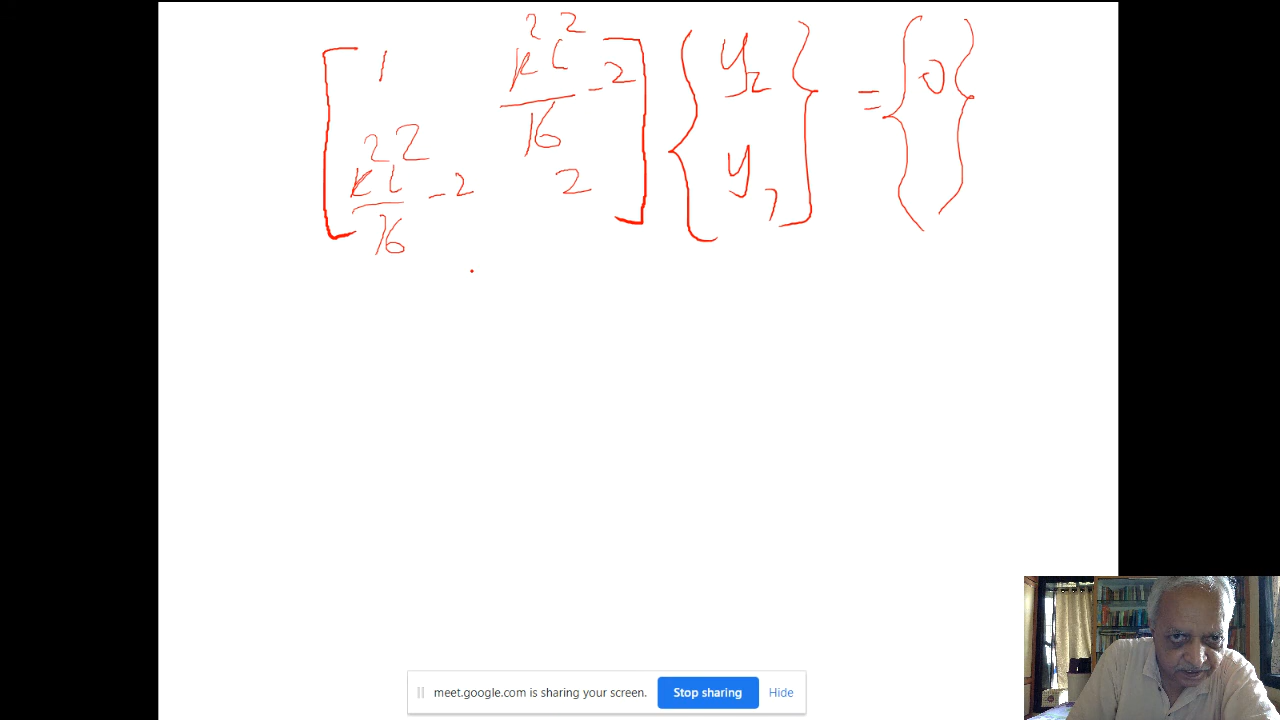 [ 1 k²l²/16 - 2 ] { y₂ } = { 0 }
[ k²l²/16 - 2 2 ] { y₁ }
meet.google.com is sharing your screen. Stop sharing Hide